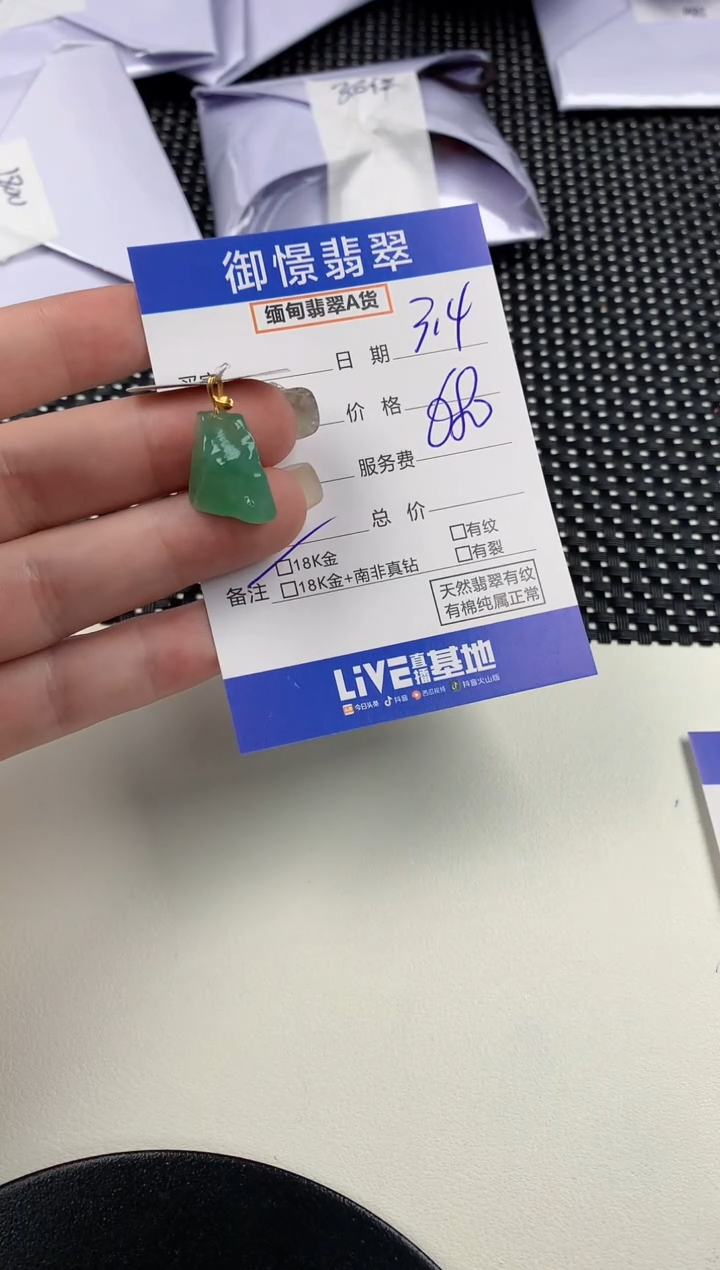 御憬翡翠
缅甸翡翠A货
日 期 3.4
价 格
服务费
总 价
□18K金 □有纹
备注 □18K金+南非真钻 □有裂
天然翡翠有纹
有棉纯属正常
LiVE直播基地
今日头条 抖音 西瓜视频 抖音火山版